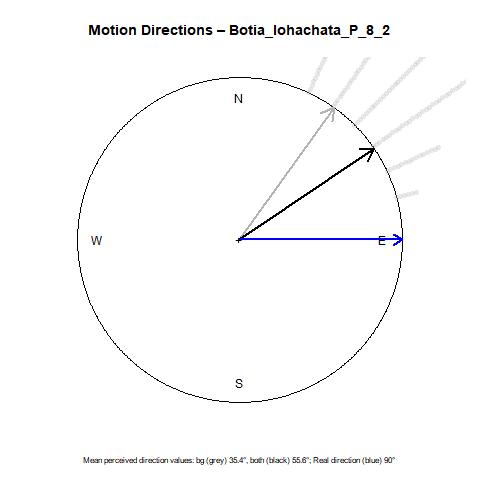 Motion Directions – Botia_lohachata_P_8_2
N
W
E
S
Mean perceived direction values: bg (grey) 35.4°, both (black) 55.6°; Real direction (blue) 90°